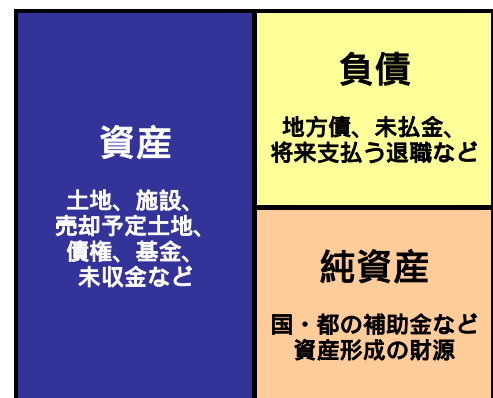 資産
土地、施設、
売却予定土地、
債権、基金、
未収金など
負債
地方債、未払金、
将来支払う退職など
純資産
国・都の補助金など
資産形成の財源